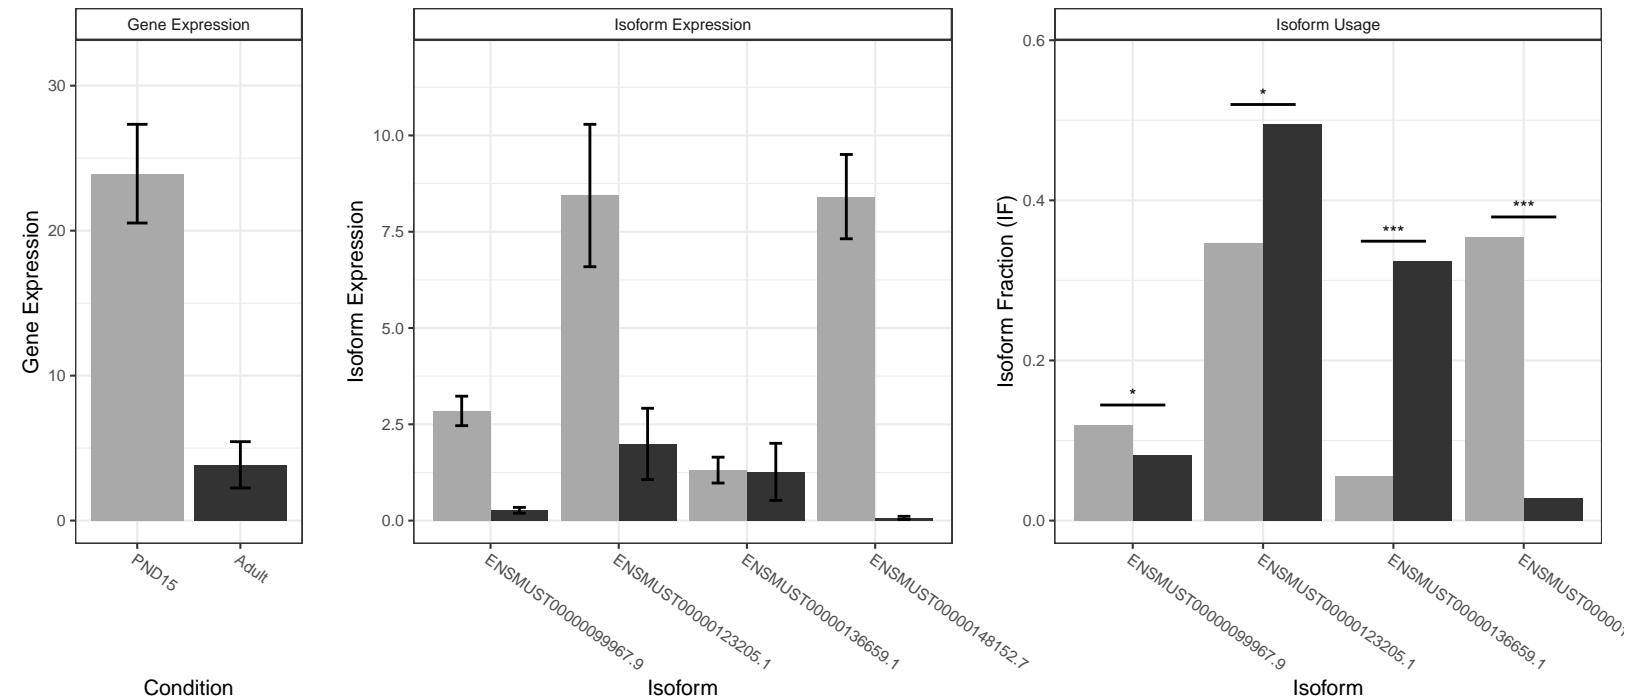 Gene Expression
Gene Expression
30
20
10
0
PND15
Adult
Condition
Isoform Expression
Isoform Expression
10.0
7.5
5.0
2.5
0.0
ENSMUST00000099967.9
ENSMUST00000123205.1
ENSMUST00000136659.1
ENSMUST00000148152.7
Isoform
Isoform Usage
Isoform Fraction (IF)
0.6
0.4
0.2
0.0
*
*
***
***
ENSMUST00000099967.9
ENSMUST00000123205.1
ENSMUST00000136659.1
Isoform